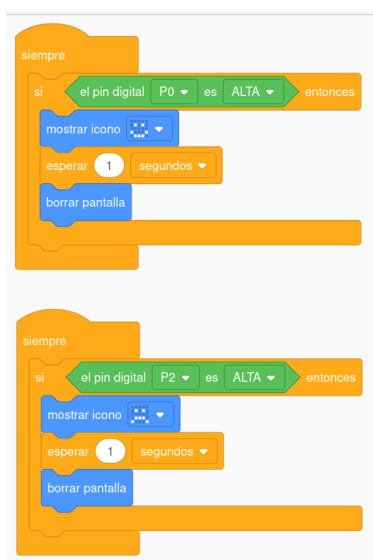 siempre
si el pin digital P0 es ALTA entonces
mostrar icono
esperar 1 segundos
borrar pantalla
siempre
si el pin digital P2 es ALTA entonces
mostrar icono
esperar 1 segundos
borrar pantalla